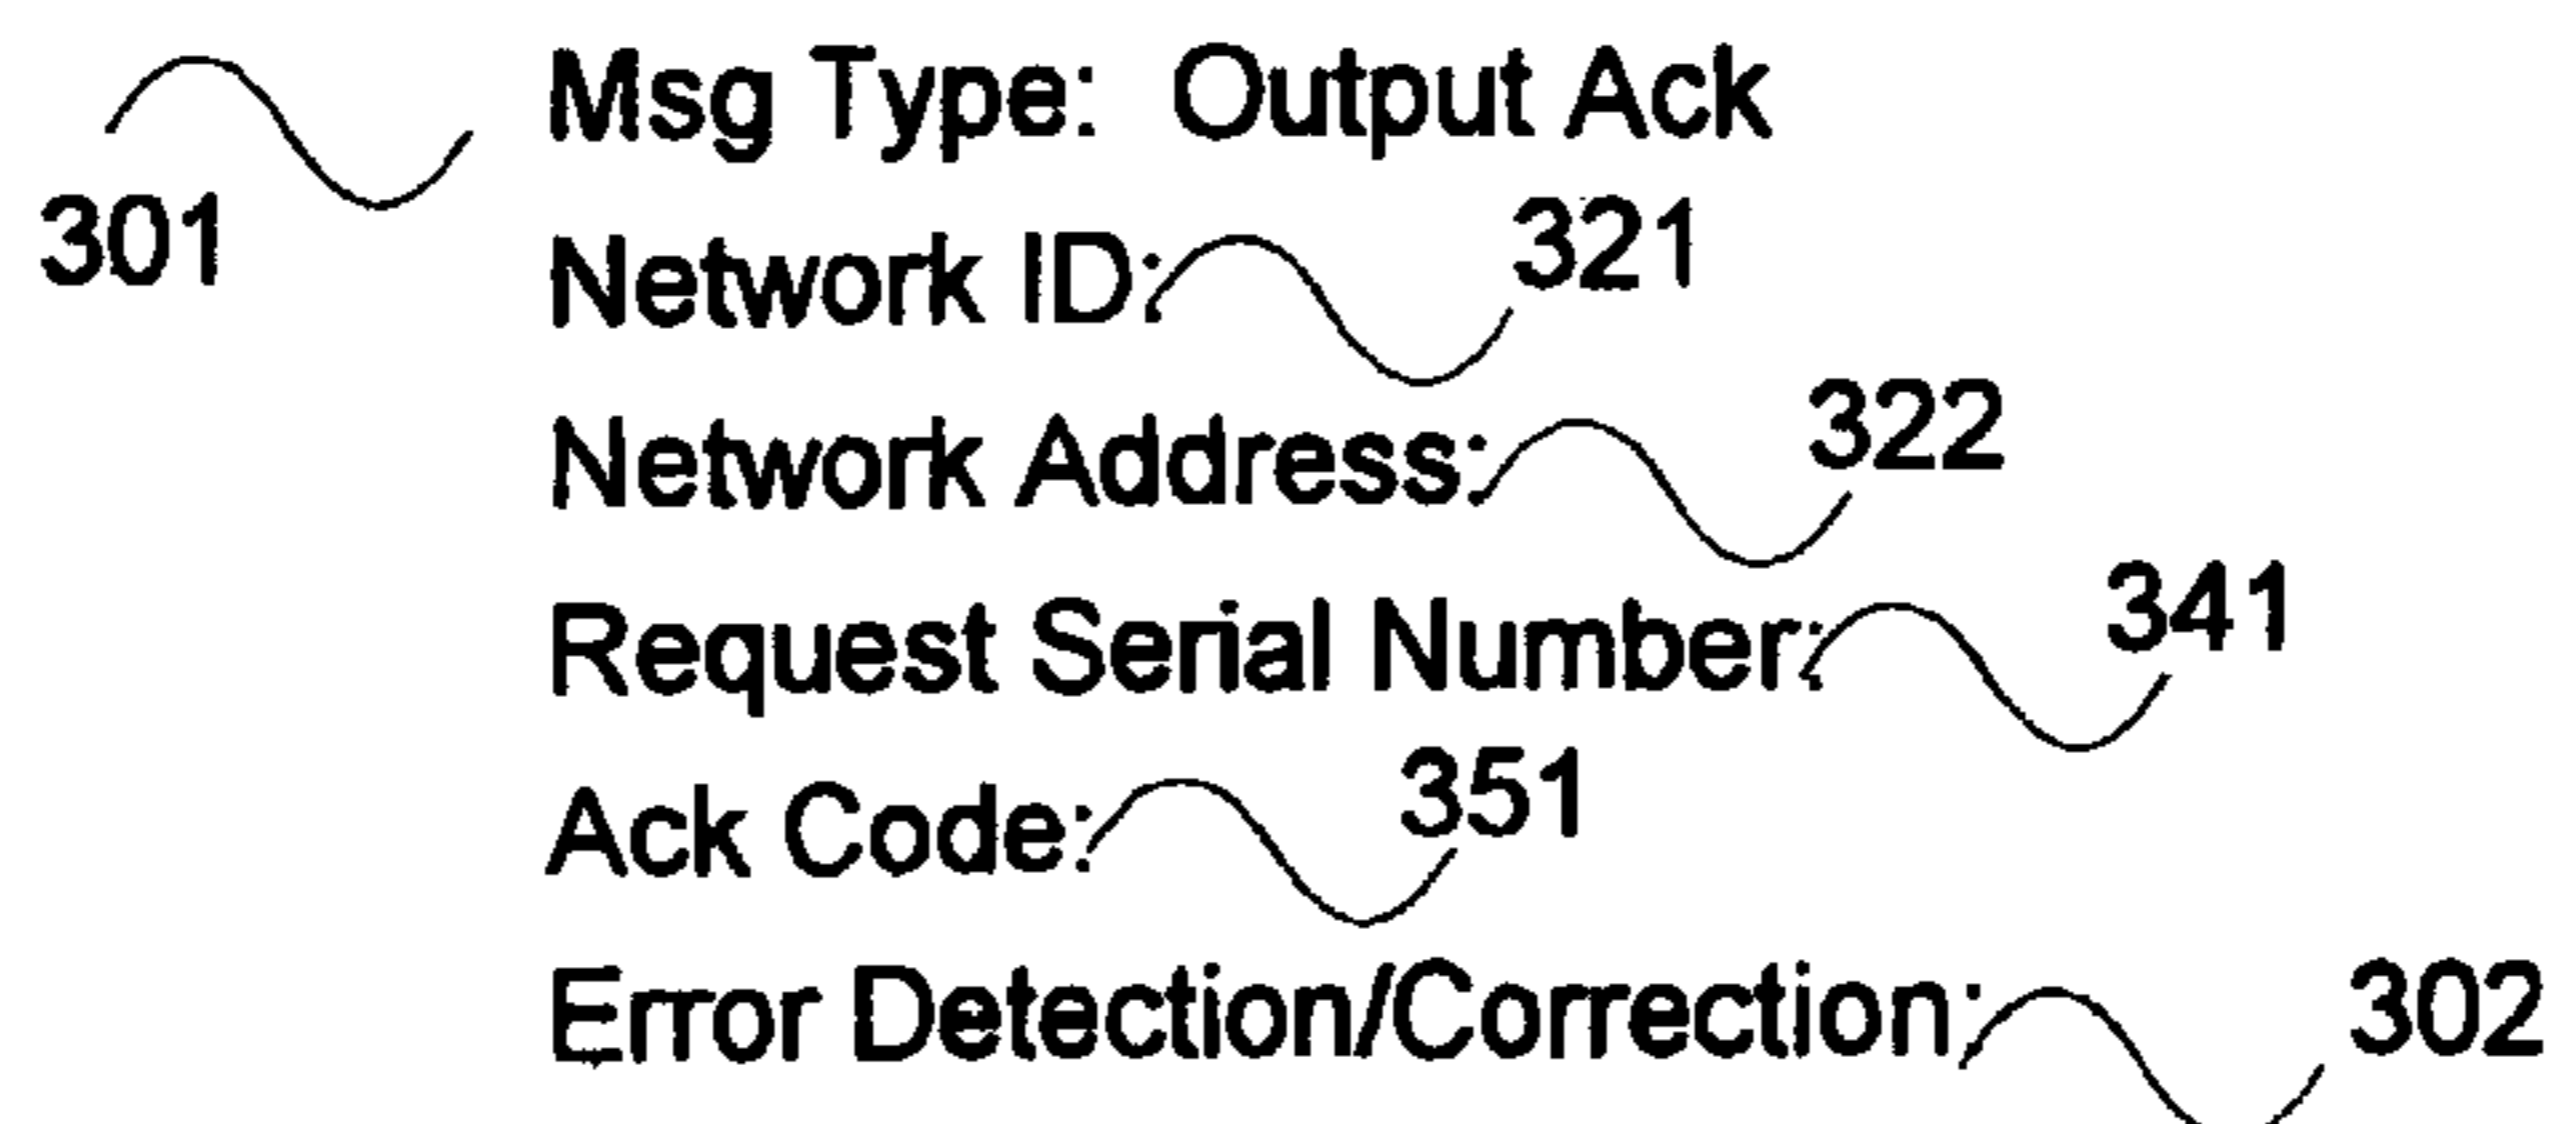 Msg Type: Output Ack
301
Network ID: 321
Network Address: 322
Request Serial Number: 341
Ack Code: 351
Error Detection/Correction: 302